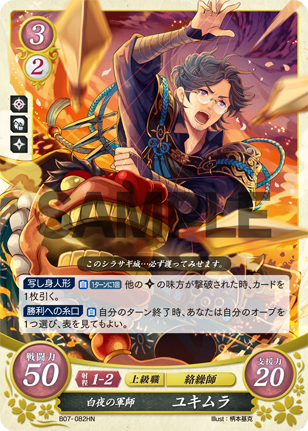 3
2
SAMPLE
このシラサギ城…必ず護ってみせます。
写し身人形 自 1ターンに1回 他の の味方が撃破された時、カードを
1枚引く。
勝利への糸口 自 自分のターン終了時、あなたは自分のオーブを
1つ選び、表を見てもよい。
戦闘力
50
射程 1-2 上級職 絡繰師
支援力
20
白夜の軍師 ユキムラ
B07-082HN
Illust：柄本基克